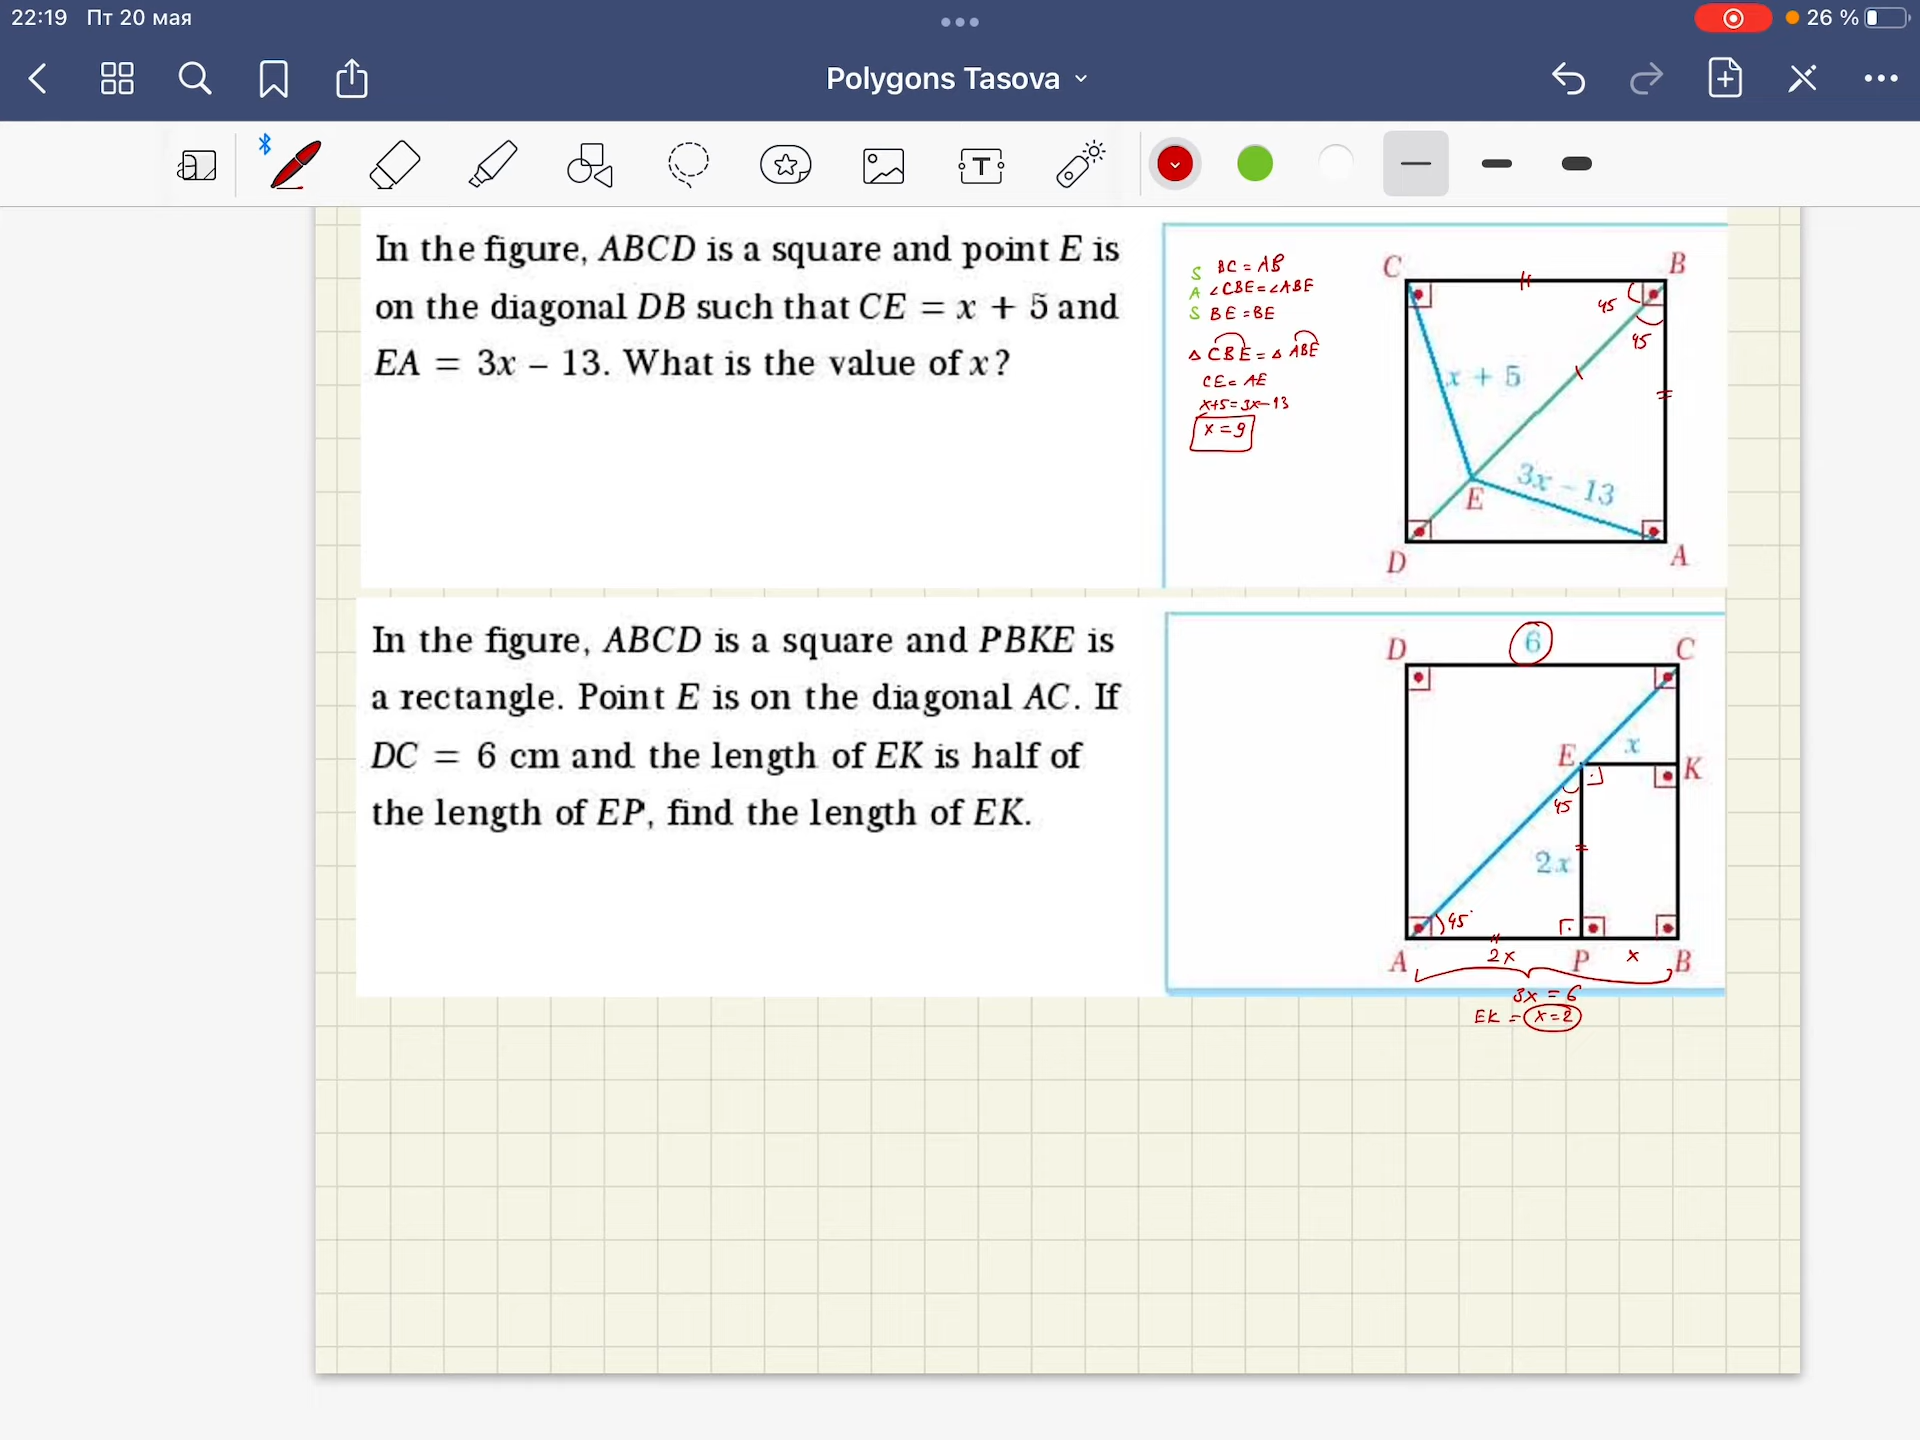 22:19 Пт 20 мая
26 %
Polygons Tasova
In the figure, ABCD is a square and point E is
on the diagonal DB such that CE = x + 5 and
EA = 3x – 13. What is the value of x?
S BC = AB
A ∠CBE = ∠ABE
S BE = BE
△ CBE = △ ABE
CE = AE
x+5 = 3x–13
x = 9
C
B
45
45
x + 5
3x – 13
E
D
A
In the figure, ABCD is a square and PBKE is
a rectangle. Point E is on the diagonal AC. If
DC = 6 cm and the length of EK is half of
the length of EP, find the length of EK.
D
6
C
E
x
K
45
2x
45°
A
2x
P
x
B
3x = 6
EK = x = 2